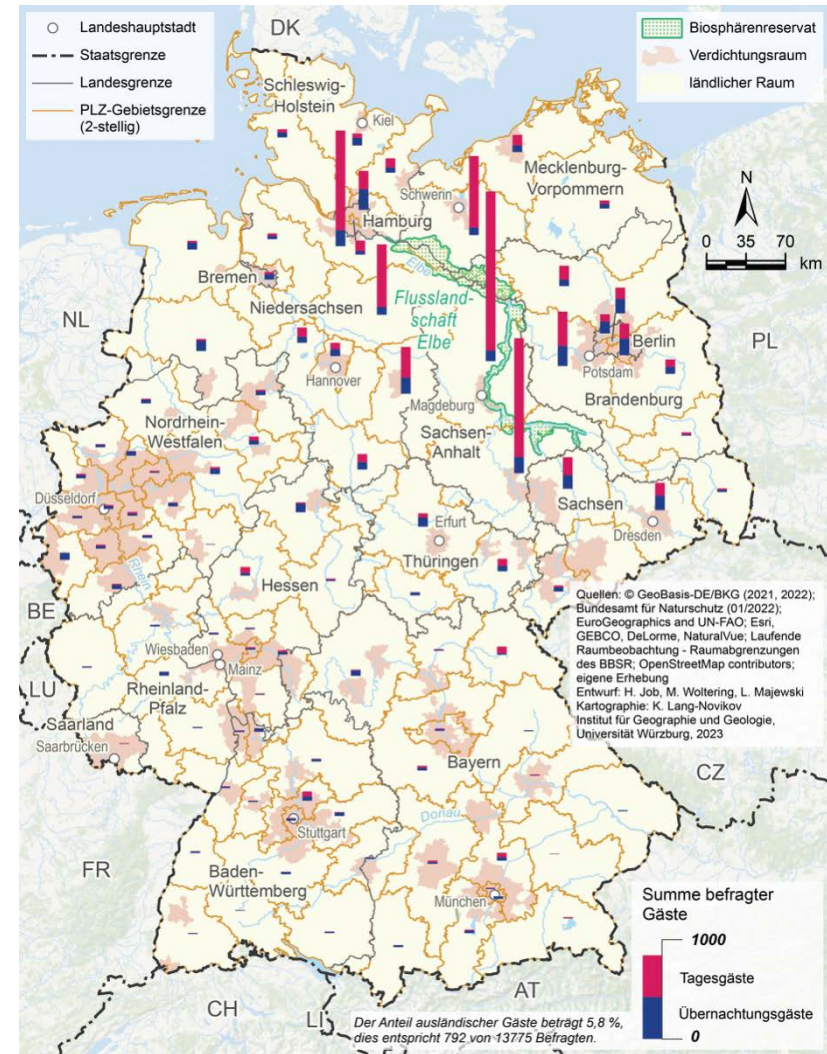 Landeshauptstadt
Staatsgrenze
Landesgrenze
PLZ-Gebietsgrenze
(2-stellig)
DK
Biosphärenreservat
Verdichtungsraum
ländlicher Raum
Schleswig-
Holstein
Kiel
Mecklenburg-
Vorpommern
Schwerin
Hamburg
N
0 35 70
km
Elbe
Bremen
Niedersachsen
Flussland-
schaft
Elbe
NL
PL
Berlin
Potsdam
Hannover
Brandenburg
Magdeburg
Nordrhein-
Westfalen
Sachsen-
Anhalt
Düsseldorf
Sachsen
Dresden
Erfurt
Thüringen
Rhein
Hessen
BE
Quellen: © GeoBasis-DE/BKG (2021, 2022);
Bundesamt für Naturschutz (01/2022);
EuroGeographics and UN-FAO; Esri,
GEBCO, DeLorme, NaturalVue; Laufende
Raumbeobachtung - Raumabgrenzungen
des BBSR; OpenStreetMap contributors;
eigene Erhebung
Entwurf: H. Job, M. Woltering, L. Majewski
Kartographie: K. Lang-Novikov
Institut für Geographie und Geologie,
Universität Würzburg, 2023
Wiesbaden
Mainz
LU
Rheinland-
Pfalz
Saarland
Saarbrücken
Bayern
CZ
Donau
Stuttgart
FR
Baden-
Württemberg
München
Summe befragter
Gäste
1000
Tagesgäste
Übernachtungsgäste
0
CH
LI
AT
Der Anteil ausländischer Gäste beträgt 5,8 %,
dies entspricht 792 von 13775 Befragten.